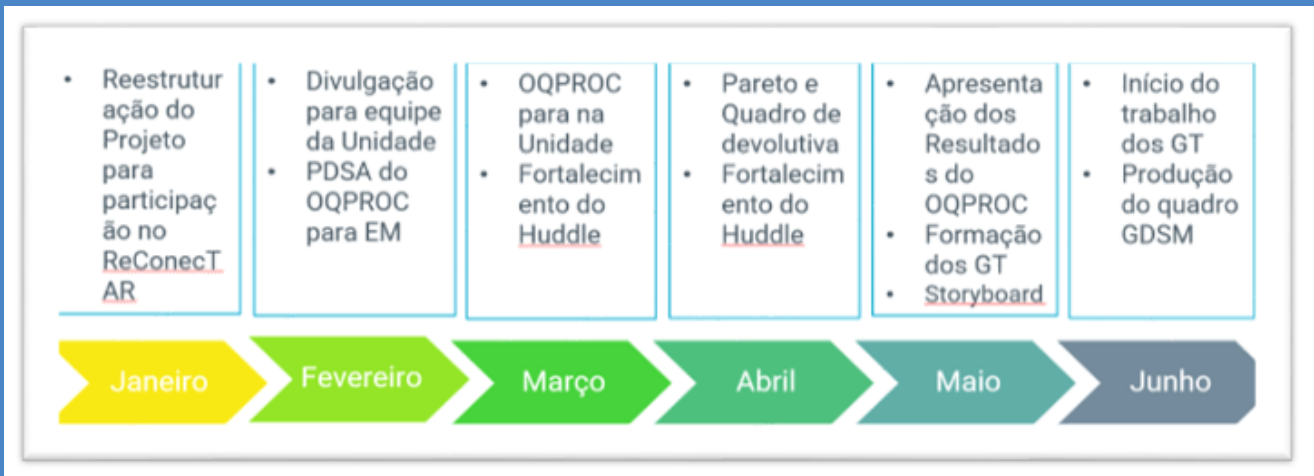 • Reestrutur
ação do
Projeto
para
participaç
ão no
ReConecT
AR
• Divulgação
para equipe
da Unidade
• PDSA do
OQPROC
para EM
• OQPROC
para na
Unidade
• Fortalecim
ento do
Huddle
• Pareto e
Quadro de
devolutiva
• Fortalecim
ento do
Huddle
• Apresenta
ção dos
Resultado
s do
OQPROC
• Formação
dos GT
• Storyboard
• Início do
trabalho
dos GT
• Produção
do quadro
GDSM
Janeiro
Fevereiro
Março
Abril
Maio
Junho